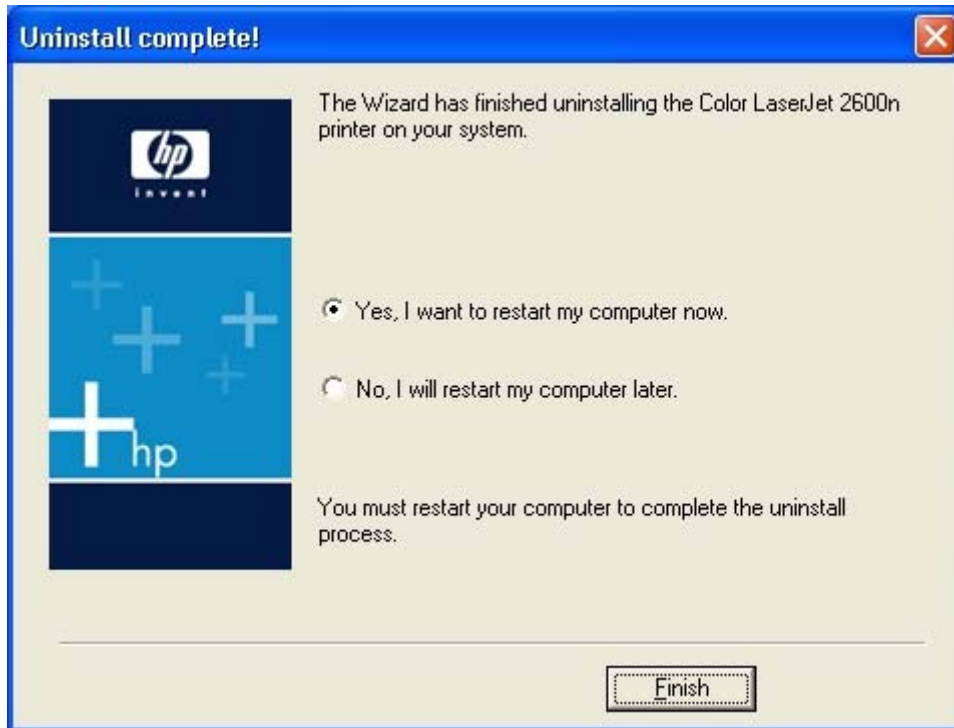 Uninstall complete!
The Wizard has finished uninstalling the Color LaserJet 2600n
printer on your system.
hp
invent
Yes, I want to restart my computer now.
No, I will restart my computer later.
hp
You must restart your computer to complete the uninstall
process.
Finish